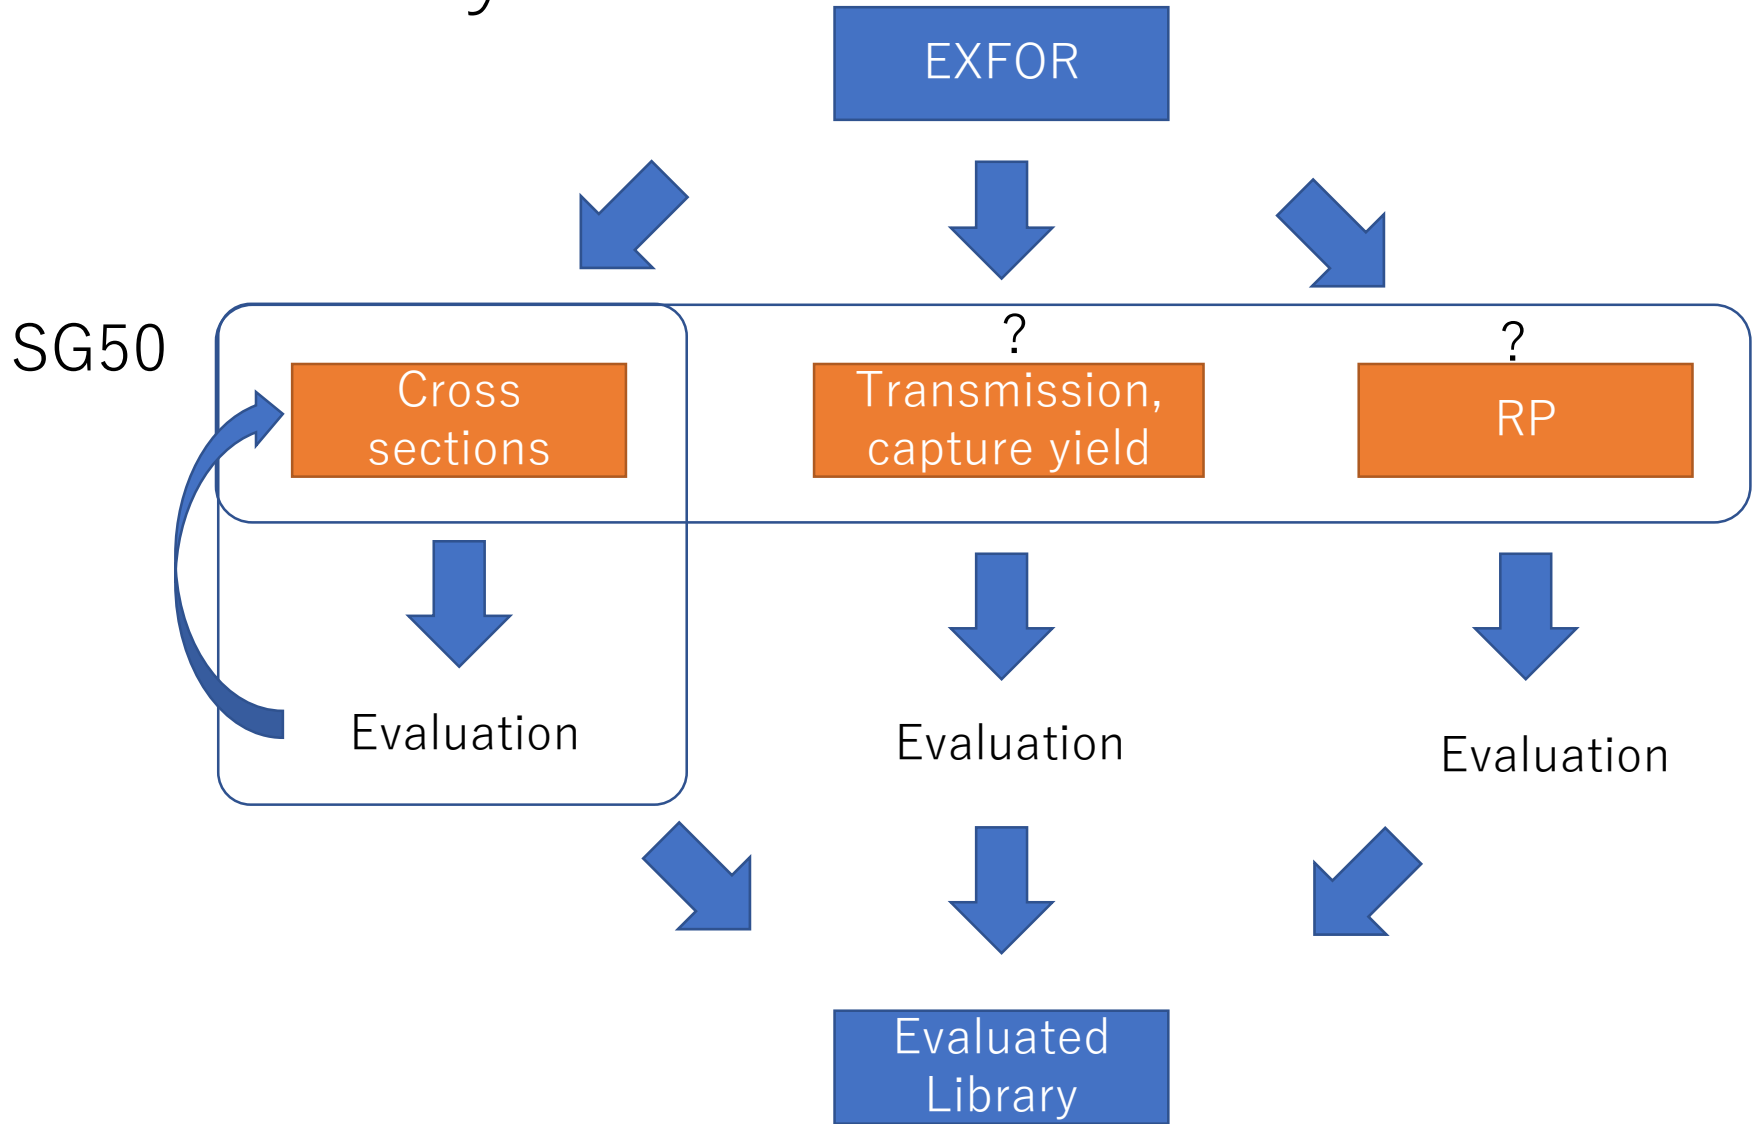 EXFOR
SG50
?
?
Cross
sections
Transmission,
capture yield
RP
Evaluation
Evaluation
Evaluation
Evaluated
Library